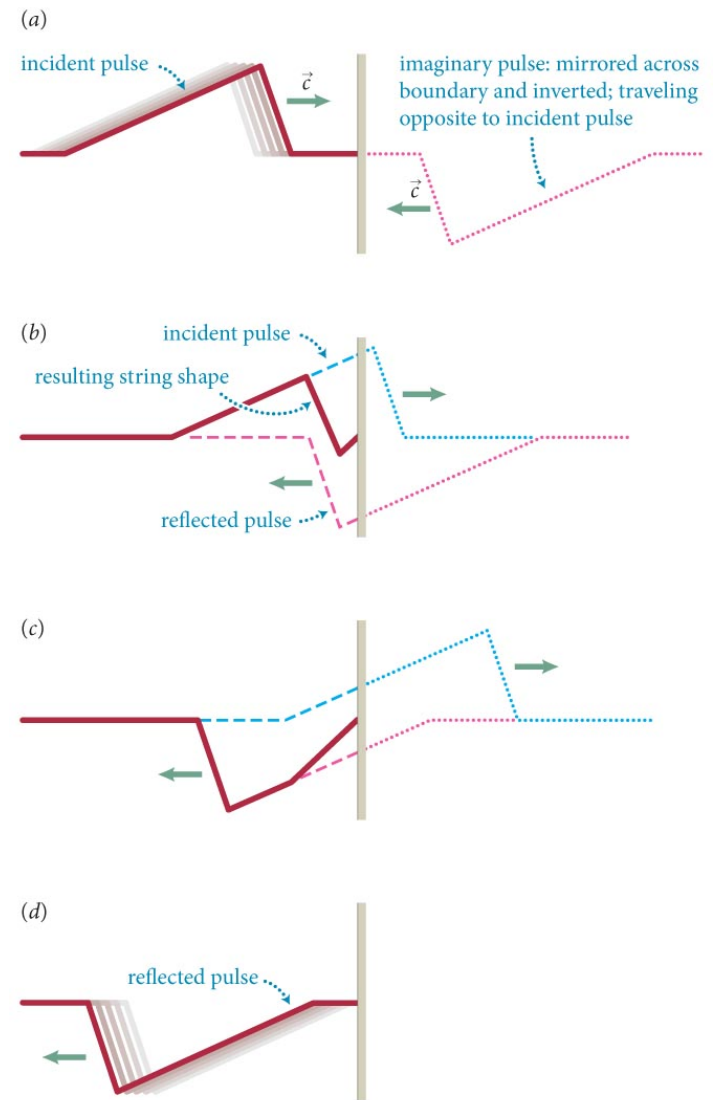 (a)
incident pulse
c⃗
imaginary pulse: mirrored across
boundary and inverted; traveling
opposite to incident pulse
c⃗
(b)
incident pulse
resulting string shape
reflected pulse
(c)
(d)
reflected pulse